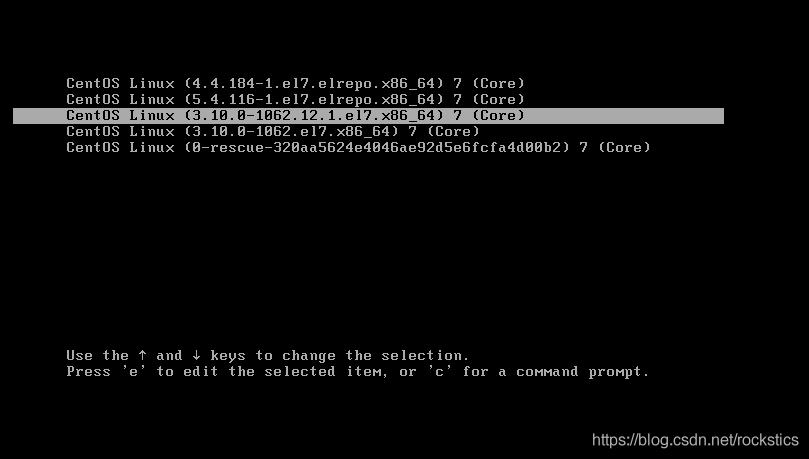 CentOS Linux (4.4.184-1.el7.elrepo.x86_64) 7 (Core)
CentOS Linux (5.4.116-1.el7.elrepo.x86_64) 7 (Core)
CentOS Linux (3.10.0-1062.12.1.el7.x86_64) 7 (Core)
CentOS Linux (3.10.0-1062.el7.x86_64) 7 (Core)
CentOS Linux (0-rescue-320aa5624e4046ae92d5e6fcfa4d00b2) 7 (Core)
Use the ↑ and ↓ keys to change the selection.
Press 'e' to edit the selected item, or 'c' for a command prompt.
https://blog.csdn.net/rockstics